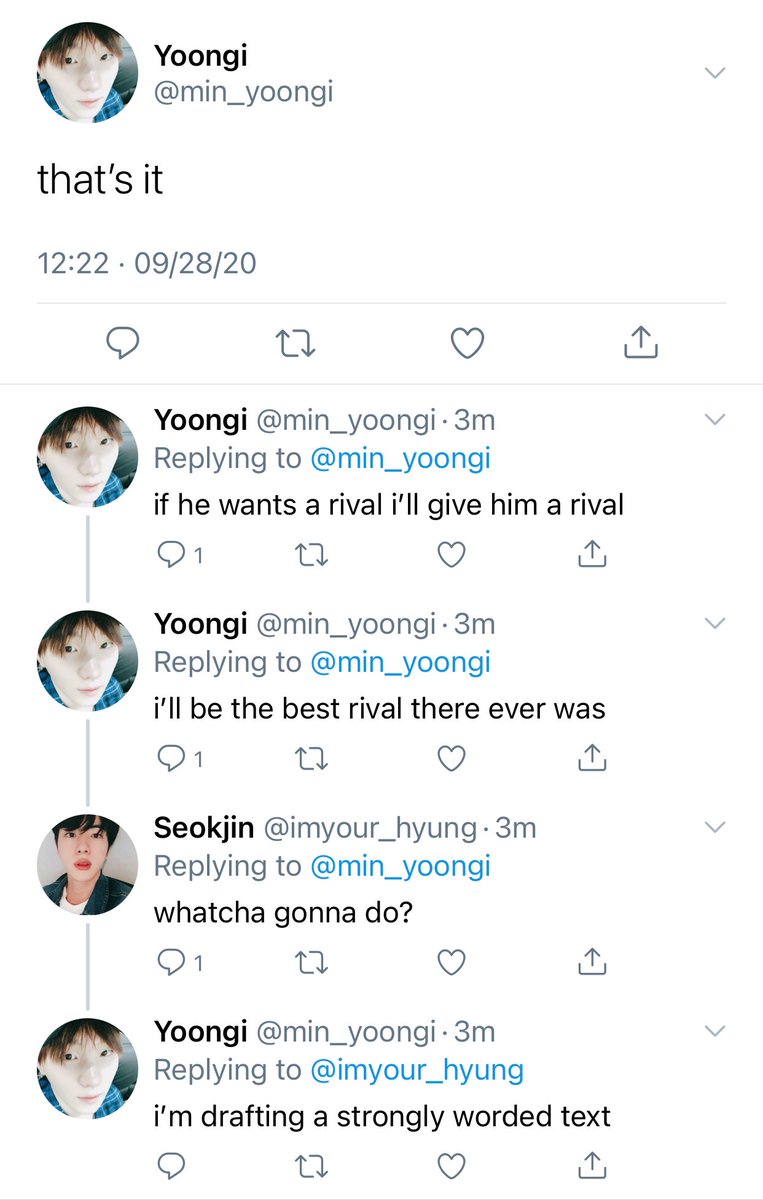 Yoongi
@min_yoongi
that’s it
12:22 · 09/28/20
Yoongi @min_yoongi · 3m
Replying to @min_yoongi
if he wants a rival i’ll give him a rival
1
Yoongi @min_yoongi · 3m
Replying to @min_yoongi
i’ll be the best rival there ever was
1
Seokjin @imyour_hyung · 3m
Replying to @min_yoongi
whatcha gonna do?
1
Yoongi @min_yoongi · 3m
Replying to @imyour_hyung
i’m drafting a strongly worded text